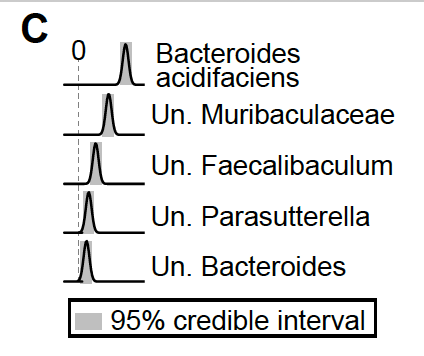 C
0
Bacteroides
acidifaciens
Un. Muribaculaceae
Un. Faecalibaculum
Un. Parasutterella
Un. Bacteroides
95% credible interval